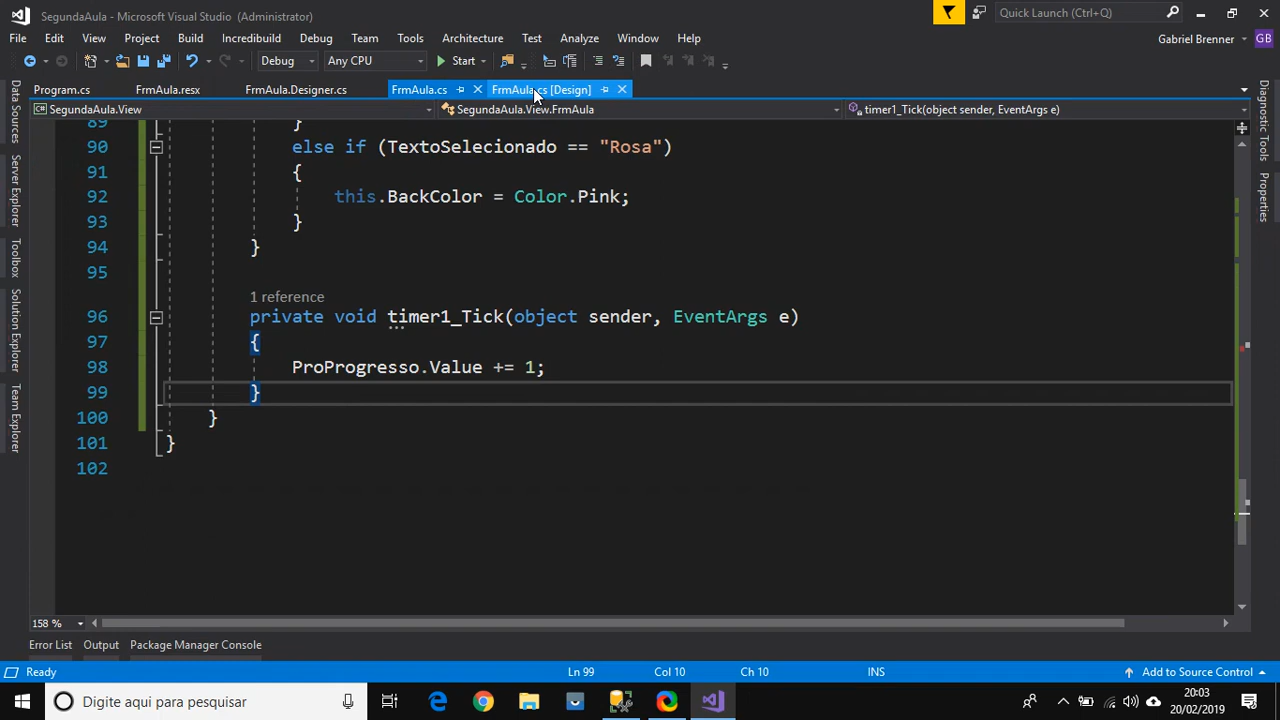 SegundaAula - Microsoft Visual Studio (Administrator)
Quick Launch (Ctrl+Q)
File Edit View Project Build Incredibuild Debug Team Tools Architecture Test Analyze Window Help
Gabriel Brenner GB
Debug Any CPU Start
Program.cs FrmAula.resx FrmAula.Designer.cs FrmAula.cs FrmAula.cs [Design]
SegundaAula.View SegundaAula.View.FrmAula timer1_Tick(object sender, EventArgs e)
Data Sources
Server Explorer
Toolbox
Solution Explorer
Team Explorer
89 }
90 else if (TextoSelecionado == "Rosa")
91 {
92 this.BackColor = Color.Pink;
93 }
94 }
95
1 reference
96 private void timer1_Tick(object sender, EventArgs e)
97 {
98 ProProgresso.Value += 1;
99 }
100 }
101 }
102
Diagnostic Tools
Properties
158 %
Error List Output Package Manager Console
Ready Ln 99 Col 10 Ch 10 INS Add to Source Control
Digite aqui para pesquisar
20:03
20/02/2019